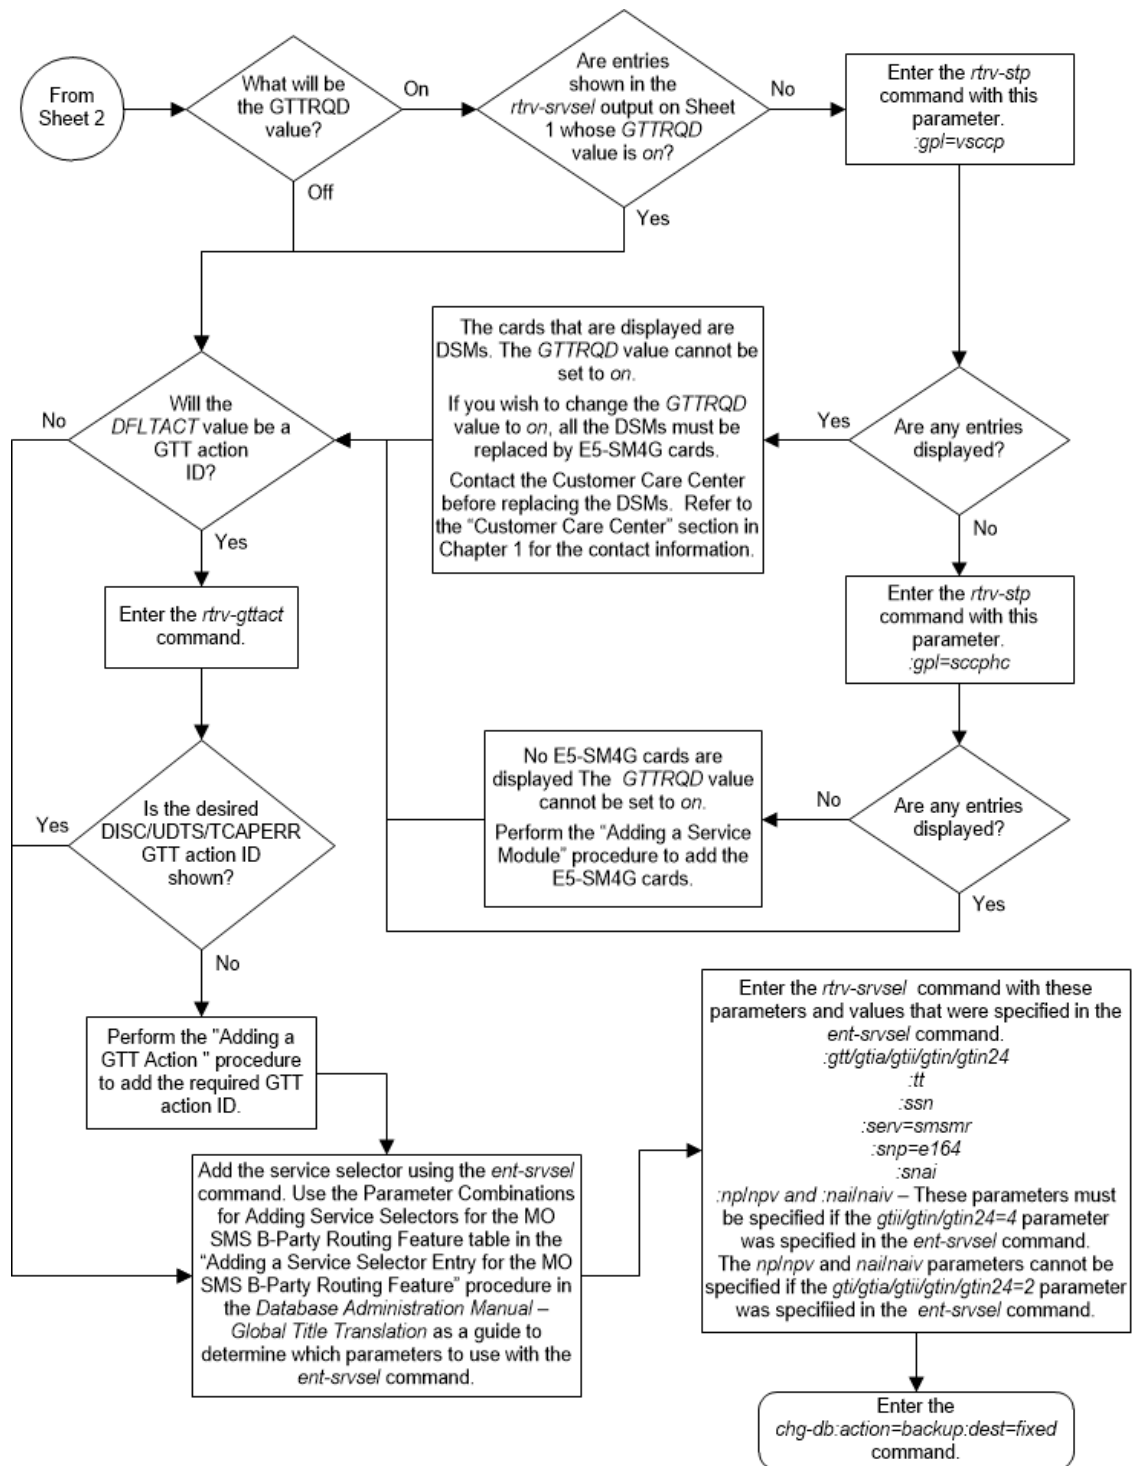 From
Sheet 2
What will be
the GTTRQD
value?
On
Off
Are entries
shown in the
rtrv-srvsel output on Sheet
1 whose GTTRQD
value is on?
No
Yes
Enter the rtrv-stp
command with this
parameter.
:gpl=vsccp
Are any entries
displayed?
Yes
No
The cards that are displayed are
DSMs. The GTTRQD value cannot be
set to on.
If you wish to change the GTTRQD
value to on, all the DSMs must be
replaced by E5-SM4G cards.
Contact the Customer Care Center
before replacing the DSMs. Refer to
the “Customer Care Center” section in
Chapter 1 for the contact information.
Will the
DFLTACT value be a
GTT action
ID?
No
Yes
Enter the rtrv-gttact
command.
Enter the rtrv-stp
command with this
parameter.
:gpl=sccphc
Are any entries
displayed?
No
Yes
No E5-SM4G cards are
displayed The GTTRQD value
cannot be set to on.
Perform the “Adding a Service
Module” procedure to add the
E5-SM4G cards.
Is the desired
DISC/UDTS/TCAPERR
GTT action ID
shown?
Yes
No
Perform the "Adding a
GTT Action " procedure
to add the required GTT
action ID.
Add the service selector using the ent-srvsel
command. Use the Parameter Combinations
for Adding Service Selectors for the MO
SMS B-Party Routing Feature table in the
“Adding a Service Selector Entry for the MO
SMS B-Party Routing Feature” procedure in
the Database Administration Manual –
Global Title Translation as a guide to
determine which parameters to use with the
ent-srvsel command.
Enter the rtrv-srvsel command with these
parameters and values that were specified in the
ent-srvsel command.
:gtt/gtia/gtii/gtin/gtin24
:tt
:ssn
:serv=smsmr
:snp=e164
:snai
:np/npv and :nai/naiv – These parameters must
be specified if the gtii/gtin/gtin24=4 parameter
was specified in the ent-srvsel command.
The np/npv and nai/naiv parameters cannot be
specified if the gti/gtia/gtii/gtin/gtin24=2 parameter
was specifiied in the ent-srvsel command.
Enter the
chg-db:action=backup:dest=fixed
command.